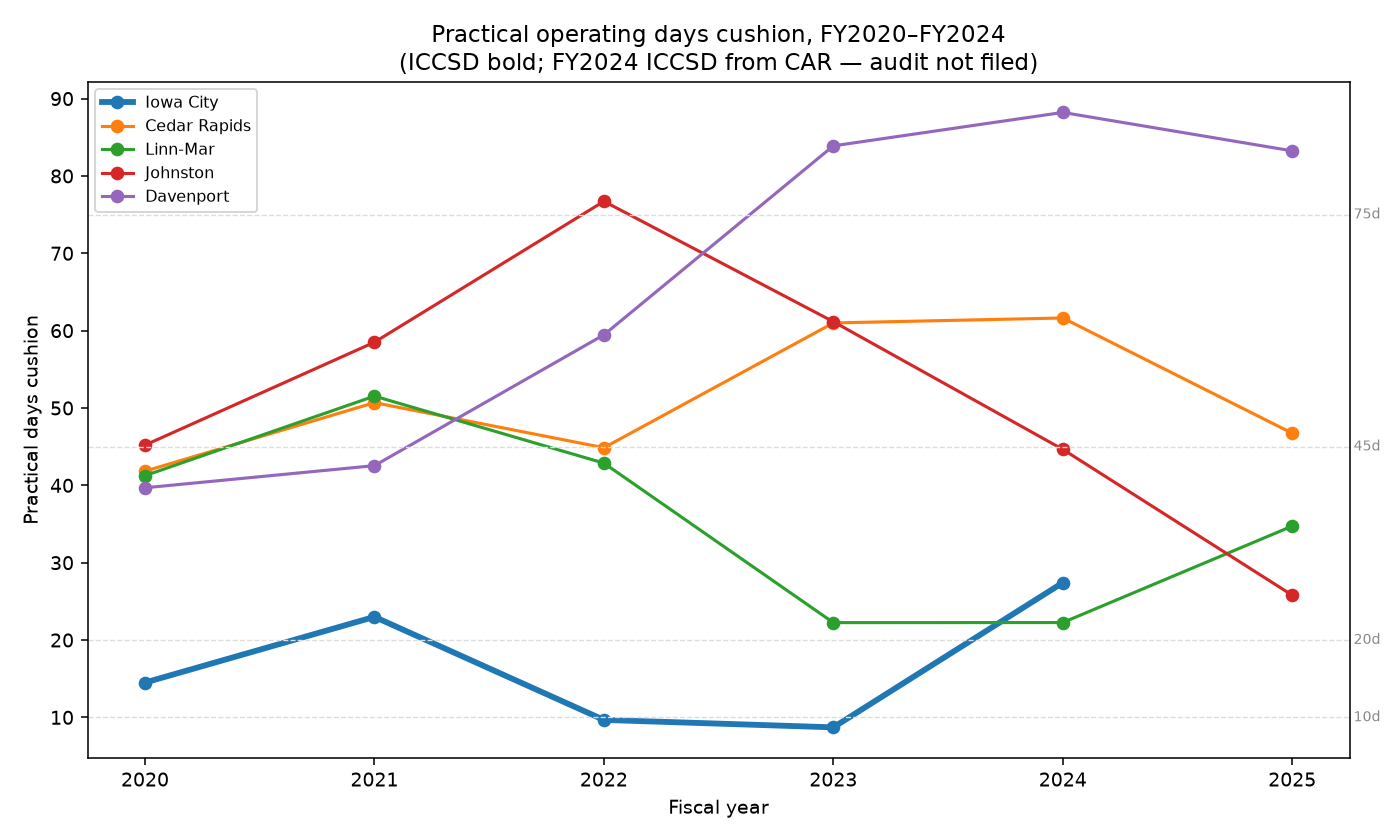 Practical operating days cushion, FY2020–FY2024
(ICCSD bold; FY2024 ICCSD from CAR — audit not filed)
Iowa City
Cedar Rapids
Linn-Mar
Johnston
Davenport
90
80
70
60
50
40
30
20
10
75d
45d
20d
10d
Practical days cushion
2020 2021 2022 2023 2024 2025
Fiscal year